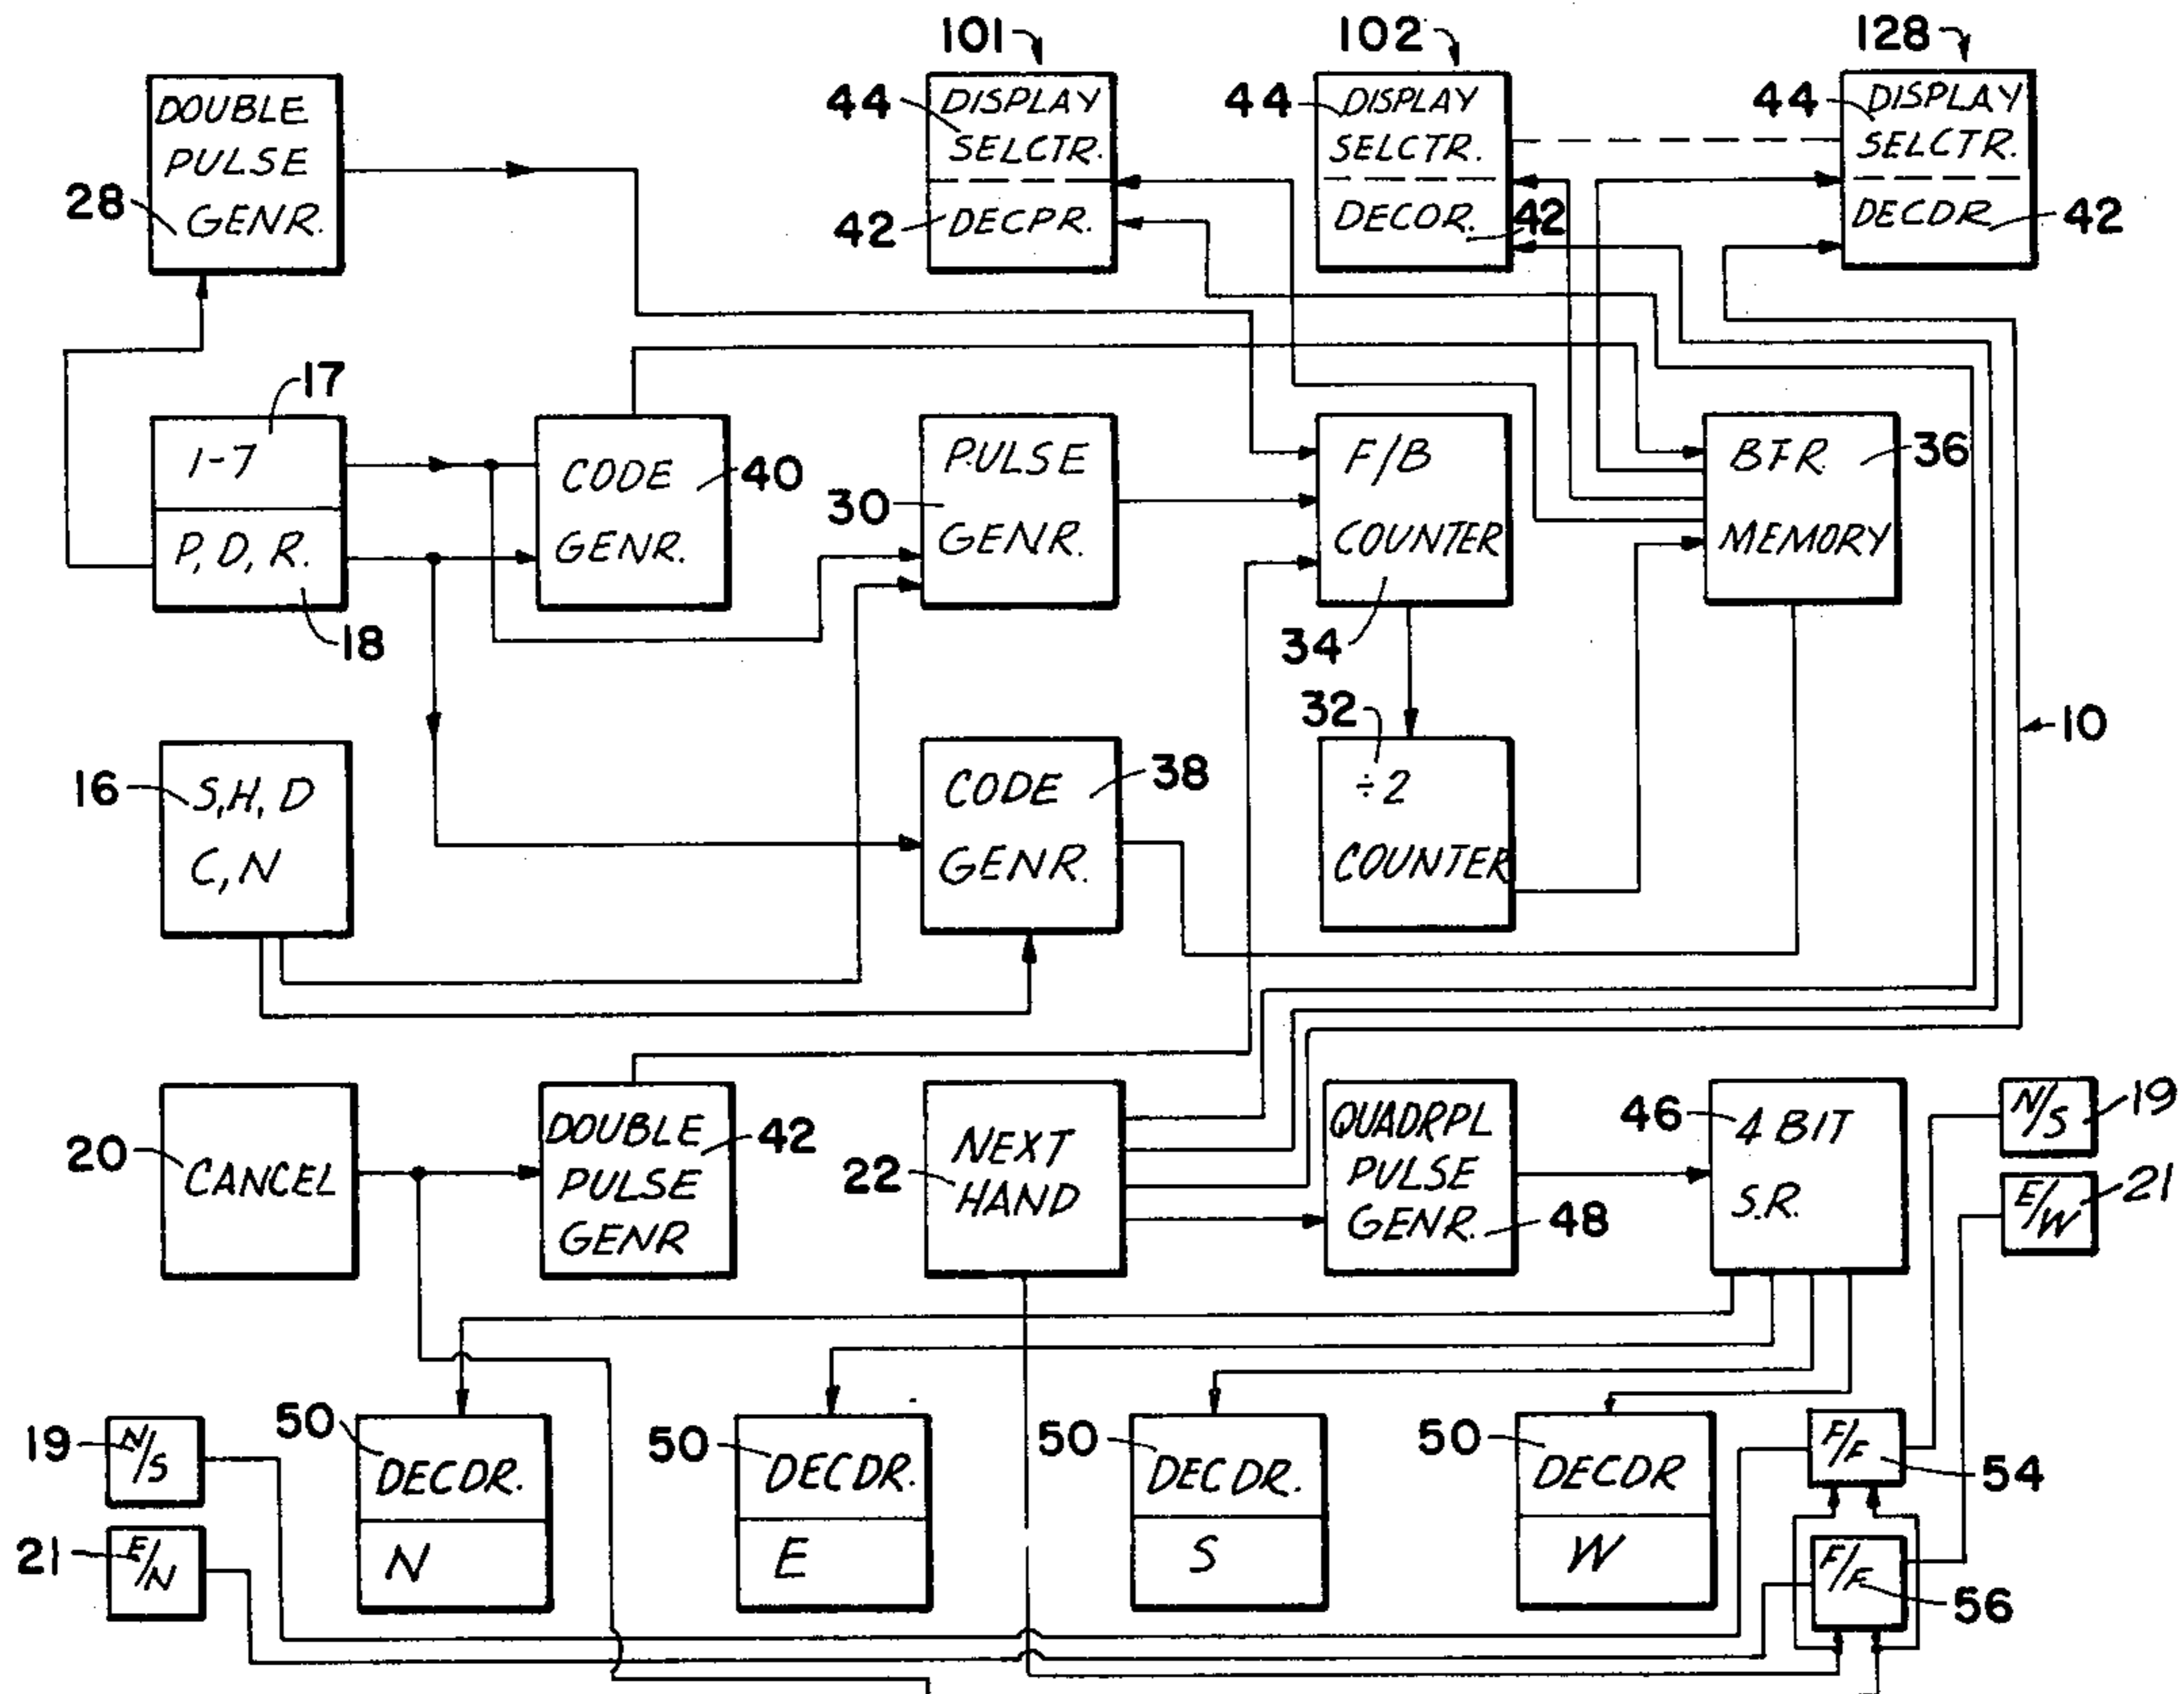 101
102
128
DOUBLE
PULSE
GENR.
28
44
DISPLAY
SELCTR.
42
DECPR.
44
DISPLAY
SELCTR.
DECOR.
42
44
DISPLAY
SELCTR.
DECDR.
42
17
1-7
P, D, R.
18
CODE
GENR.
40
30
PULSE
GENR.
F/B
COUNTER
34
BFR.
MEMORY
36
16
S,H,D
C,N
CODE
GENR.
38
32
÷2
COUNTER
10
20
CANCEL
DOUBLE
PULSE
GENR
42
22
NEXT
HAND
QUADRPL
PULSE
GENR.
48
46
4 BIT
S.R.
N/S
19
E/W
21
19
N/S
21
E/N
50
DECDR.
N
50
DECDR.
E
50
DECDR.
S
50
DECDR
W
F/F
54
F/F
56